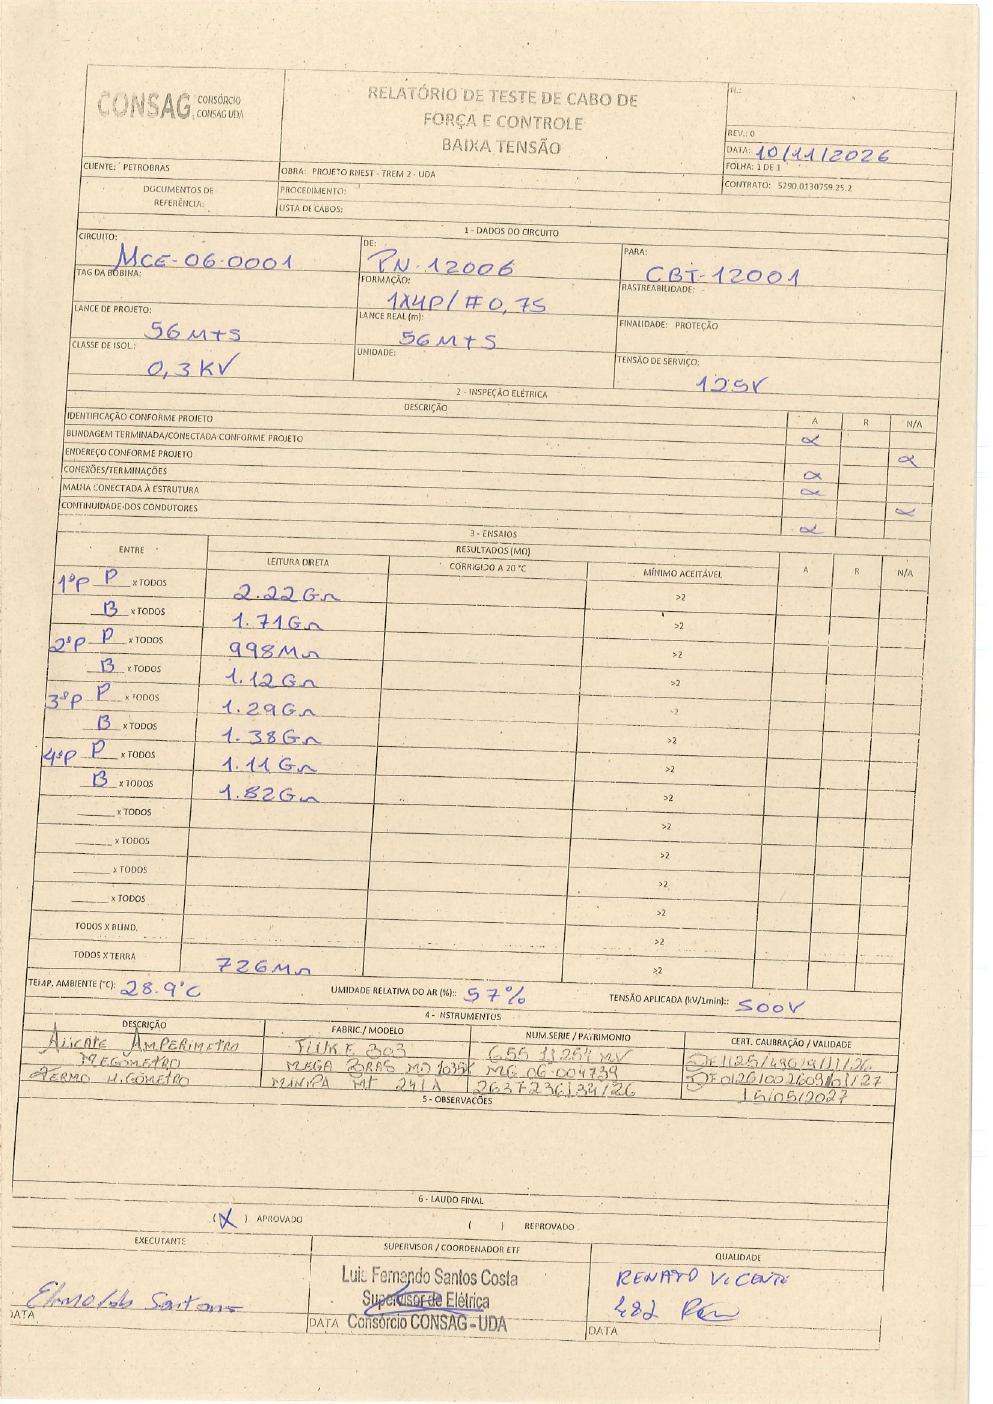 CONSAG CONSÓRCIO CONSAG UDA
RELATÓRIO DE TESTE DE CABO DE
FORÇA E CONTROLE
BAIXA TENSÃO
N.:
REV.: 0
DATA: 10/11/2026
FOLHA: 1 DE 1
CLIENTE: PETROBRAS
OBRA: PROJETO RNEST - TREM 2 - UDA
CONTRATO: 5290.0130759.25.2
DOCUMENTOS DE REFERÊNCIA:
PROCEDIMENTO:
LISTA DE CABOS:
1 - DADOS DO CIRCUITO
CIRCUITO: MCE-06-0001
DE: PN-12006
PARA: CBT-12001
TAG DA BOBINA:
FORMAÇÃO: 1X4P/#0,75
RASTREABILIDADE:
LANCE DE PROJETO: 56 MTS
LANCE REAL (m): 56 MTS
FINALIDADE: PROTEÇÃO
CLASSE DE ISOL.: 0,3 KV
UNIDADE:
TENSÃO DE SERVIÇO: 125V
2 - INSPEÇÃO ELÉTRICA
DESCRIÇÃO A R N/A
IDENTIFICAÇÃO CONFORME PROJETO
BLINDAGEM TERMINADA/CONECTADA CONFORME PROJETO
ENDEREÇO CONFORME PROJETO
CONEXÕES/TERMINAÇÕES
MALHA CONECTADA À ESTRUTURA
CONTINUIDADE DOS CONDUTORES
3 - ENSAIOS
ENTRE RESULTADOS (MΩ)
LEITURA DIRETA CORRIGIDO A 20 °C MÍNIMO ACEITÁVEL A R N/A
1ºP P x TODOS 2.22GΩ >2
B x TODOS 1.71GΩ >2
2ºP P x TODOS 998MΩ >2
B x TODOS 1.12GΩ >2
3ºP P x TODOS 1.29GΩ >2
B x TODOS 1.38GΩ >2
4ºP P x TODOS 1.11GΩ >2
B x TODOS 1.82GΩ >2
x TODOS >2
x TODOS >2
x TODOS >2
x TODOS >2
TODOS X BLIND. >2
TODOS X TERRA 726MΩ >2
TEMP. AMBIENTE (°C): 28.9°C UMIDADE RELATIVA DO AR (%): 57% TENSÃO APLICADA (kV/1min): 500V
4 - INSTRUMENTOS
DESCRIÇÃO FABRIC./ MODELO NUM.SERIE / PATRIMONIO CERT. CALIBRAÇÃO / VALIDADE
ALICATE AMPERIMETRO FLUKE 303
MEGOMETRO MEGA BRAS MG 06-004739
TERMO HIGOMETRO MINIPA 15/05/2027
5 - OBSERVAÇÕES
6 - LAUDO FINAL
(X) APROVADO ( ) REPROVADO
EXECUTANTE SUPERVISOR / COORDENADOR ETF QUALIDADE
Santana
Luis Fernando Santos Costa
Supervisor de Elétrica
Consórcio CONSAG - UDA
RENATO VICENTE
482
DATA DATA DATA